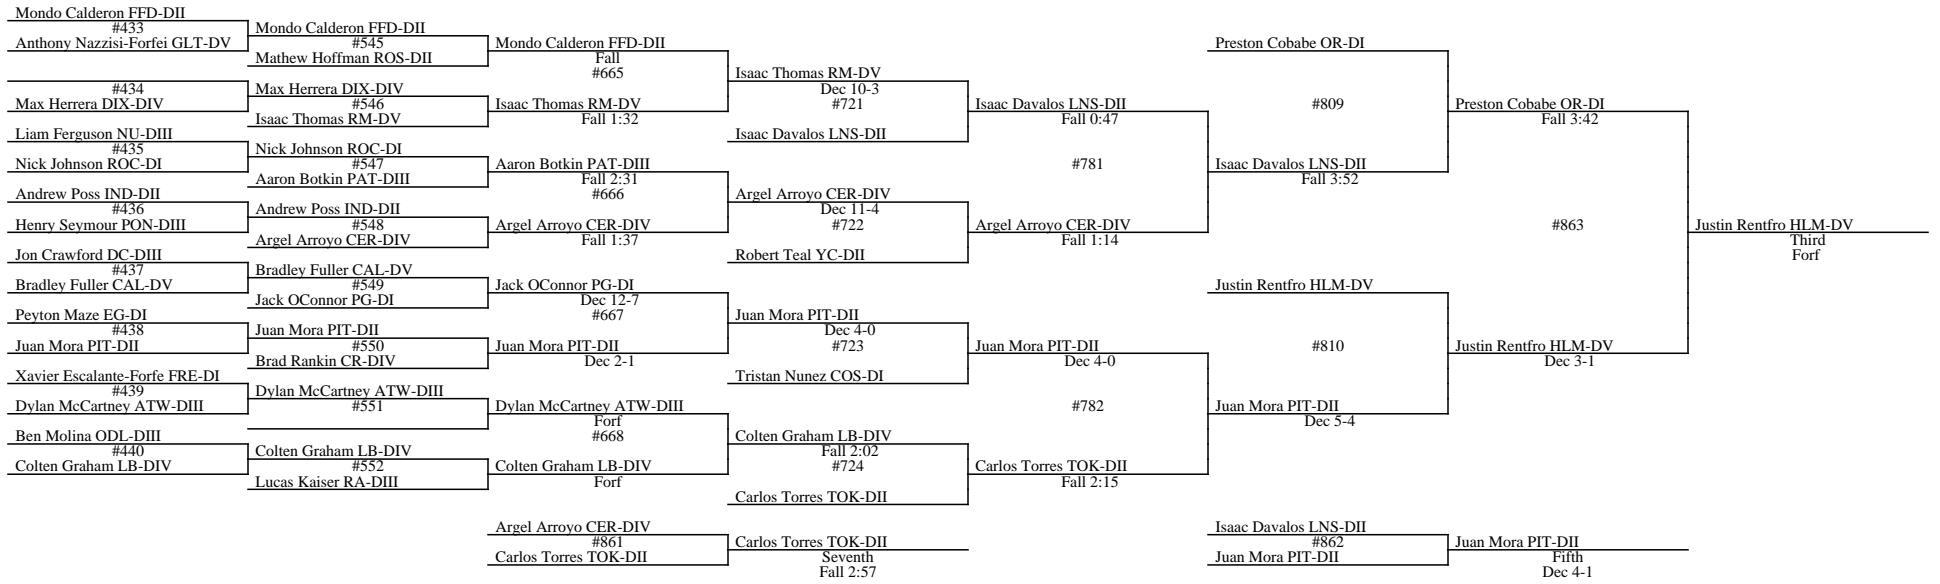 Mondo Calderon FFD-DII
#433
Anthony Nazzisi-Forfei GLT-DV
#434
Max Herrera DIX-DIV
Liam Ferguson NU-DIII
#435
Nick Johnson ROC-DI
Andrew Poss IND-DII
#436
Henry Seymour PON-DIII
Jon Crawford DC-DIII
#437
Bradley Fuller CAL-DV
Peyton Maze EG-DI
#438
Juan Mora PIT-DII
Xavier Escalante-Forfe FRE-DI
#439
Dylan McCartney ATW-DIII
Ben Molina ODL-DIII
#440
Colten Graham LB-DIV
Mondo Calderon FFD-DII
#545
Mathew Hoffman ROS-DII
Max Herrera DIX-DIV
#546
Isaac Thomas RM-DV
Nick Johnson ROC-DI
#547
Aaron Botkin PAT-DIII
Andrew Poss IND-DII
#548
Argel Arroyo CER-DIV
Bradley Fuller CAL-DV
#549
Jack OConnor PG-DI
Juan Mora PIT-DII
#550
Brad Rankin CR-DIV
Dylan McCartney ATW-DIII
#551
Colten Graham LB-DIV
#552
Lucas Kaiser RA-DIII
Mondo Calderon FFD-DII
Fall
#665
Isaac Thomas RM-DV
Fall 1:32
Aaron Botkin PAT-DIII
Fall 2:31
#666
Argel Arroyo CER-DIV
Fall 1:37
Jack OConnor PG-DI
Dec 12-7
#667
Juan Mora PIT-DII
Dec 2-1
Dylan McCartney ATW-DIII
Forf
#668
Colten Graham LB-DIV
Forf
Isaac Thomas RM-DV
Dec 10-3
#721
Isaac Davalos LNS-DII
Argel Arroyo CER-DIV
Dec 11-4
#722
Robert Teal YC-DII
Juan Mora PIT-DII
Dec 4-0
#723
Tristan Nunez COS-DI
Colten Graham LB-DIV
Fall 2:02
#724
Carlos Torres TOK-DII
Isaac Davalos LNS-DII
Fall 0:47
#781
Argel Arroyo CER-DIV
Fall 1:14
Juan Mora PIT-DII
Dec 4-0
#782
Carlos Torres TOK-DII
Fall 2:15
Preston Cobabe OR-DI
#809
Isaac Davalos LNS-DII
Fall 3:52
Justin Rentfro HLM-DV
#810
Juan Mora PIT-DII
Dec 5-4
Preston Cobabe OR-DI
Fall 3:42
#863
Justin Rentfro HLM-DV
Dec 3-1
Justin Rentfro HLM-DV
Third
Forf
Argel Arroyo CER-DIV
#861
Carlos Torres TOK-DII
Carlos Torres TOK-DII
Seventh
Fall 2:57
Isaac Davalos LNS-DII
#862
Juan Mora PIT-DII
Juan Mora PIT-DII
Fifth
Dec 4-1